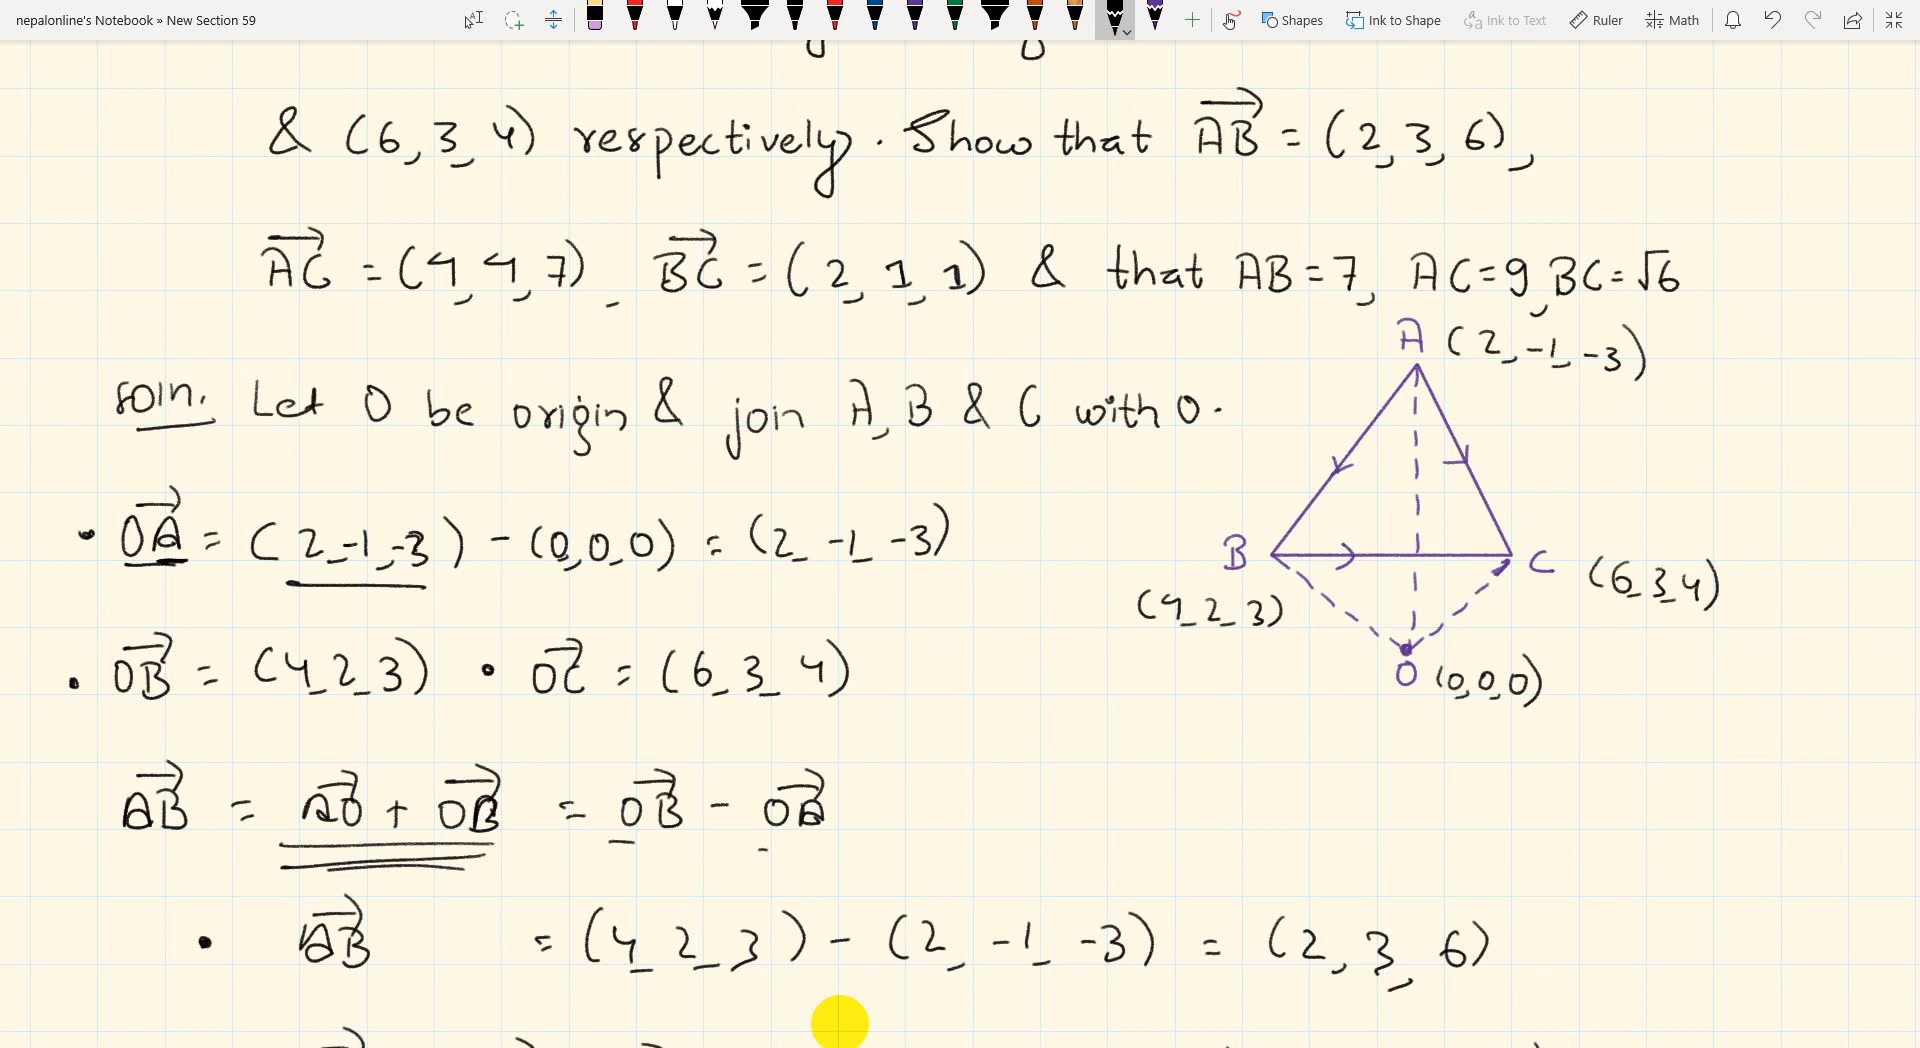 nepalonline's Notebook » New Section 59
Shapes Ink to Shape Ink to Text Ruler Math
& (6, 3, 4) respectively. Show that AB⃗ = (2, 3, 6),
AC⃗ = (4, 4, 7), BC⃗ = (2, 1, 1) & that AB = 7, AC = 9, BC = √6
soln. Let O be origin & join A, B & C with O.
• OA⃗ = (2, -1, -3) - (0, 0, 0) = (2, -1, -3)
• OB⃗ = (4, 2, 3) • OC⃗ = (6, 3, 4)
AB⃗ = AO⃗ + OB⃗ = OB⃗ - OA⃗
• AB⃗ = (4, 2, 3) - (2, -1, -3) = (2, 3, 6)
A (2, -1, -3)
B
C (6, 3, 4)
(4, 2, 3)
O (0, 0, 0)